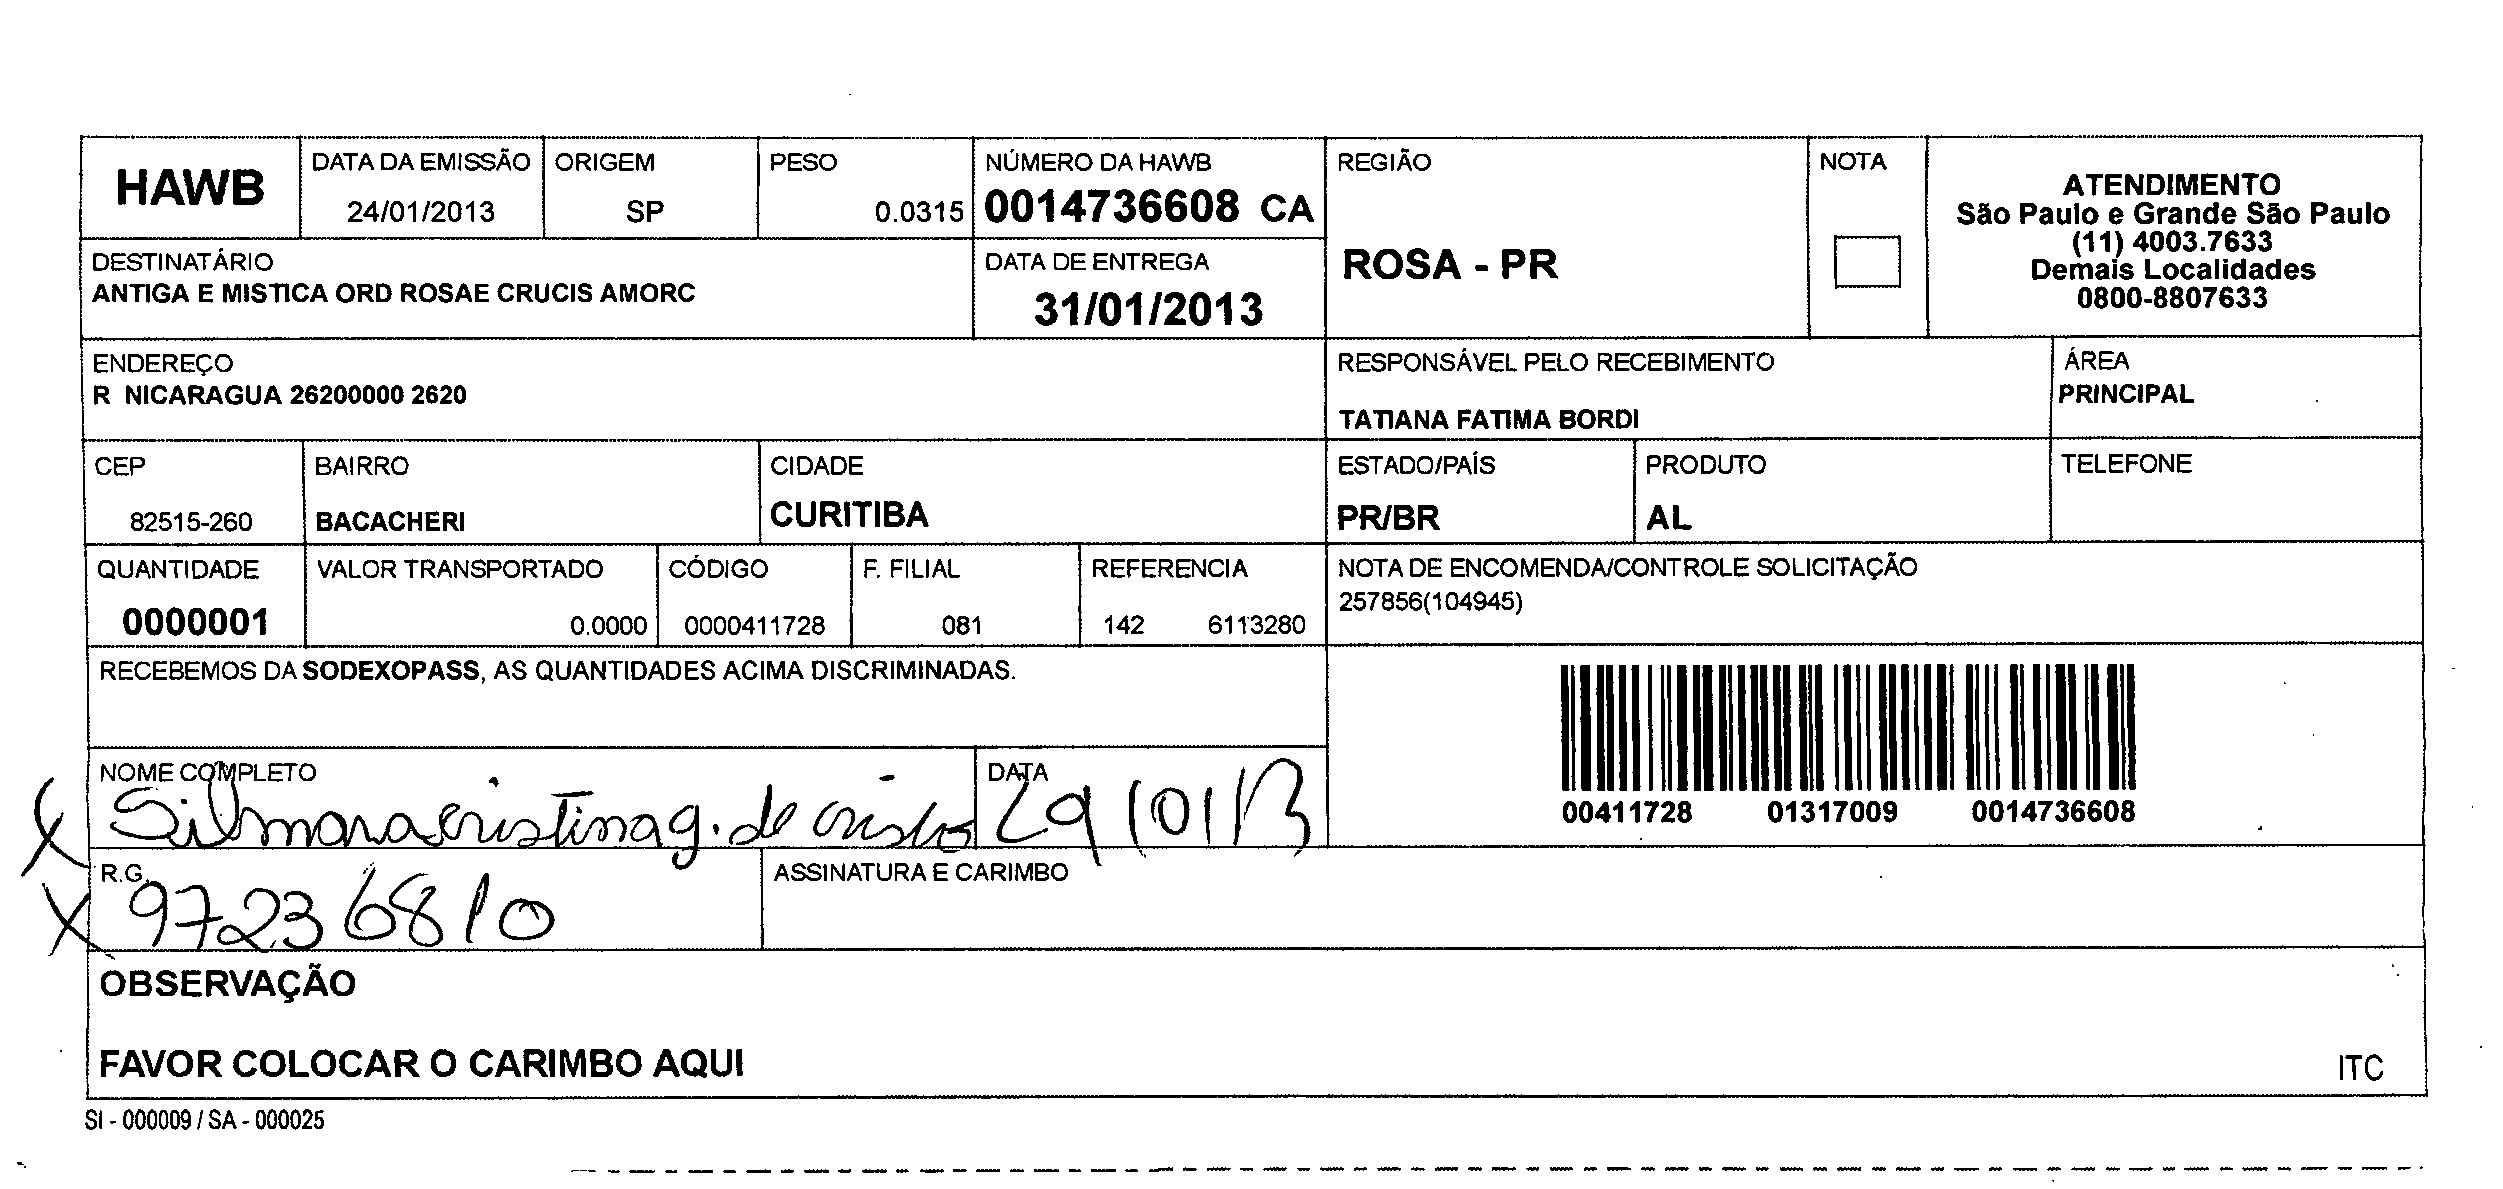 HAWB
DATA DA EMISSÃO
24/01/2013
ORIGEM
SP
PESO
0.0315
NÚMERO DA HAWB
0014736608 CA
REGIÃO
ROSA - PR
NOTA
ATENDIMENTO
São Paulo e Grande São Paulo
(11) 4003.7633
Demais Localidades
0800-8807633
DESTINATÁRIO
ANTIGA E MISTICA ORD ROSAE CRUCIS AMORC
DATA DE ENTREGA
31/01/2013
ENDEREÇO
R NICARAGUA 26200000 2620
RESPONSÁVEL PELO RECEBIMENTO
TATIANA FATIMA BORDI
ÁREA
PRINCIPAL
CEP
82515-260
BAIRRO
BACACHERI
CIDADE
CURITIBA
ESTADO/PAÍS
PR/BR
PRODUTO
AL
TELEFONE
QUANTIDADE
0000001
VALOR TRANSPORTADO
0.0000
CÓDIGO
0000411728
F. FILIAL
081
REFERENCIA
142 6113280
NOTA DE ENCOMENDA/CONTROLE SOLICITAÇÃO
257856(104945)
RECEBEMOS DA SODEXOPASS, AS QUANTIDADES ACIMA DISCRIMINADAS.
00411728 01317009 0014736608
NOME COMPLETO
Silmara cristina g. de cristo
DATA
29/01/13
R.G.
97236810
ASSINATURA E CARIMBO
OBSERVAÇÃO
FAVOR COLOCAR O CARIMBO AQUI
ITC
SI - 000009 / SA - 000025